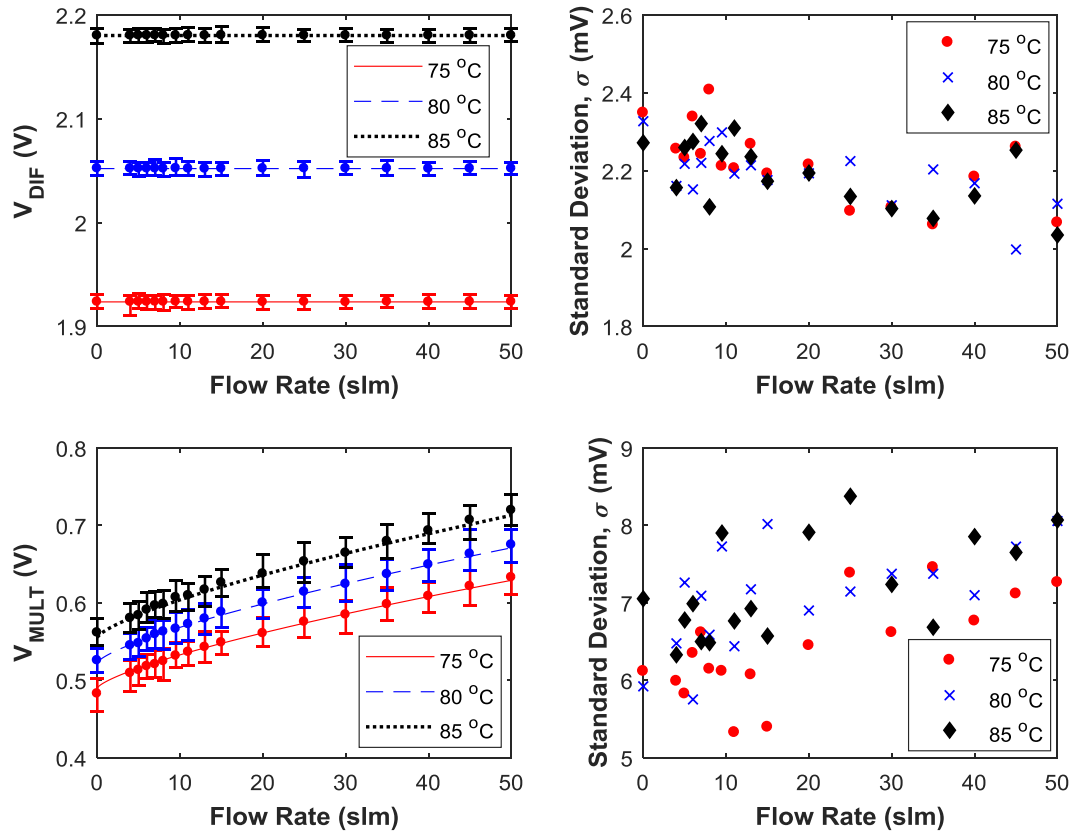 2.2
2.1
2
1.9
V_DIF (V)
75 °C
80 °C
85 °C
0 10 20 30 40 50
Flow Rate (slm)
2.6
2.4
2.2
2
1.8
Standard Deviation, σ (mV)
75 °C
80 °C
85 °C
0 10 20 30 40 50
Flow Rate (slm)
0.8
0.7
0.6
0.5
0.4
V_MULT (V)
75 °C
80 °C
85 °C
0 10 20 30 40 50
Flow Rate (slm)
9
8
7
6
5
Standard Deviation, σ (mV)
75 °C
80 °C
85 °C
0 10 20 30 40 50
Flow Rate (slm)